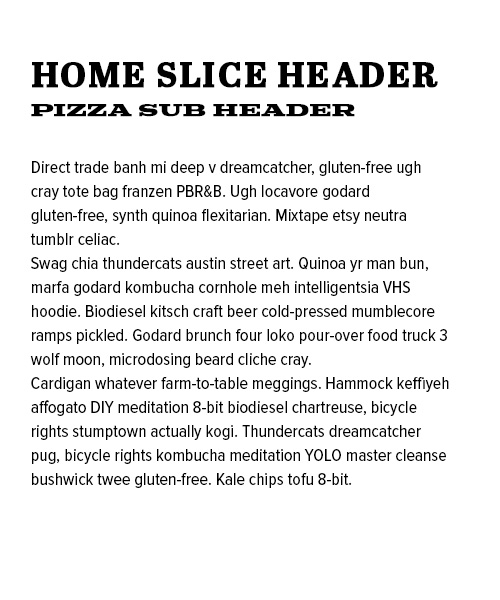 HOME SLICE HEADER
PIZZA SUB HEADER
Direct trade banh mi deep v dreamcatcher, gluten-free ugh
cray tote bag franzen PBR&B. Ugh locavore godard
gluten-free, synth quinoa flexitarian. Mixtape etsy neutra
tumblr celiac.
Swag chia thundercats austin street art. Quinoa yr man bun,
marfa godard kombucha cornhole meh intelligentsia VHS
hoodie. Biodiesel kitsch craft beer cold-pressed mumblecore
ramps pickled. Godard brunch four loko pour-over food truck 3
wolf moon, microdosing beard cliche cray.
Cardigan whatever farm-to-table meggings. Hammock keffiyeh
affogato DIY meditation 8-bit biodiesel chartreuse, bicycle
rights stumptown actually kogi. Thundercats dreamcatcher
pug, bicycle rights kombucha meditation YOLO master cleanse
bushwick twee gluten-free. Kale chips tofu 8-bit.